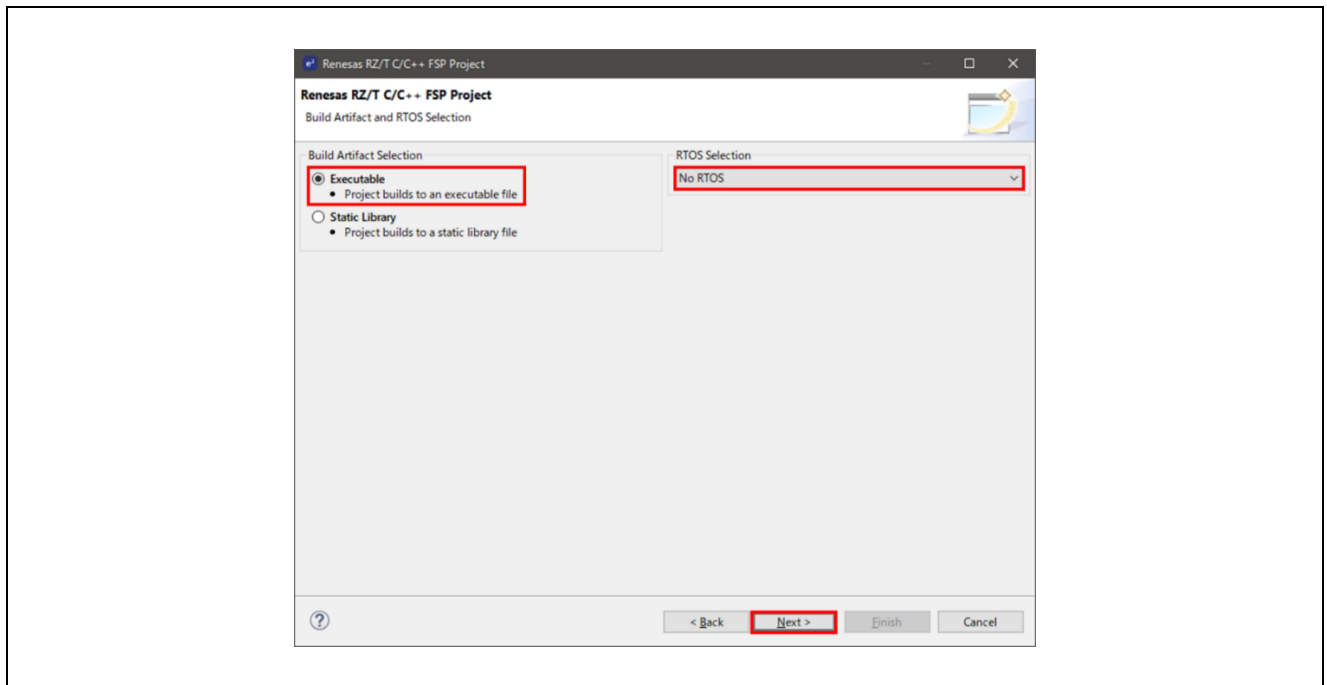 Renesas RZ/T C/C++ FSP Project
Renesas RZ/T C/C++ FSP Project
Build Artifact and RTOS Selection
Build Artifact Selection
Executable
• Project builds to an executable file
Static Library
• Project builds to a static library file
RTOS Selection
No RTOS
?
< Back
Next >
Finish
Cancel